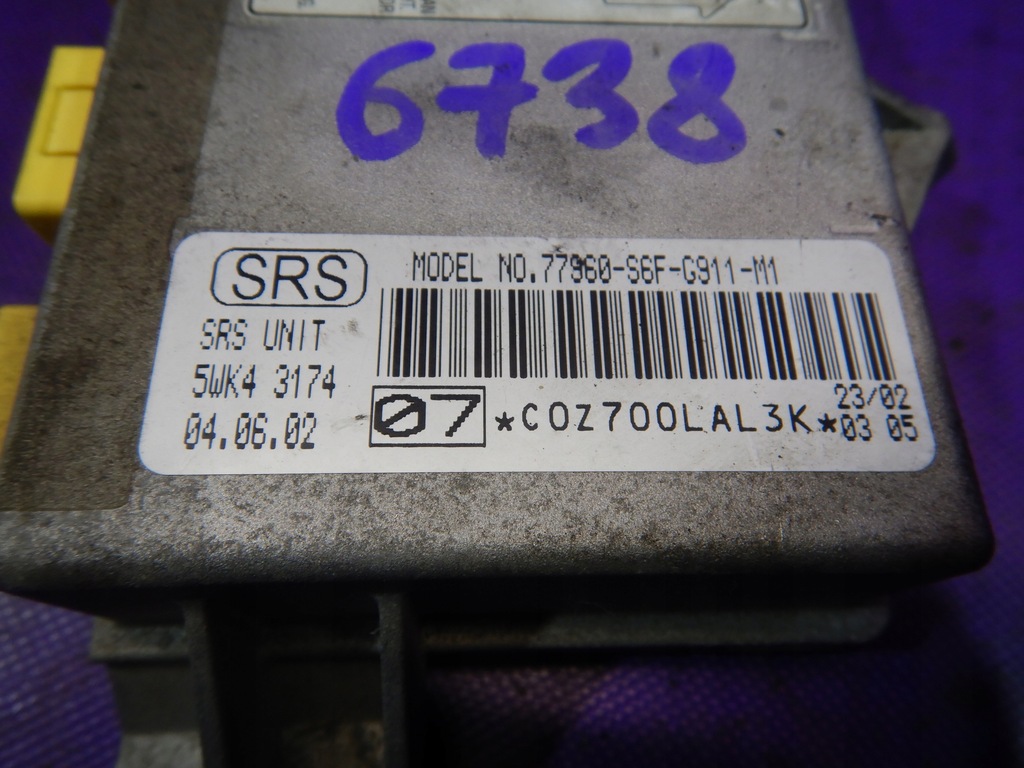 6738
SRS
MODEL NO.77960-S6F-G911-M1
SRS UNIT
5WK4 3174
04.06.02
07
*C0Z700LAL3K*
23/02
03 05